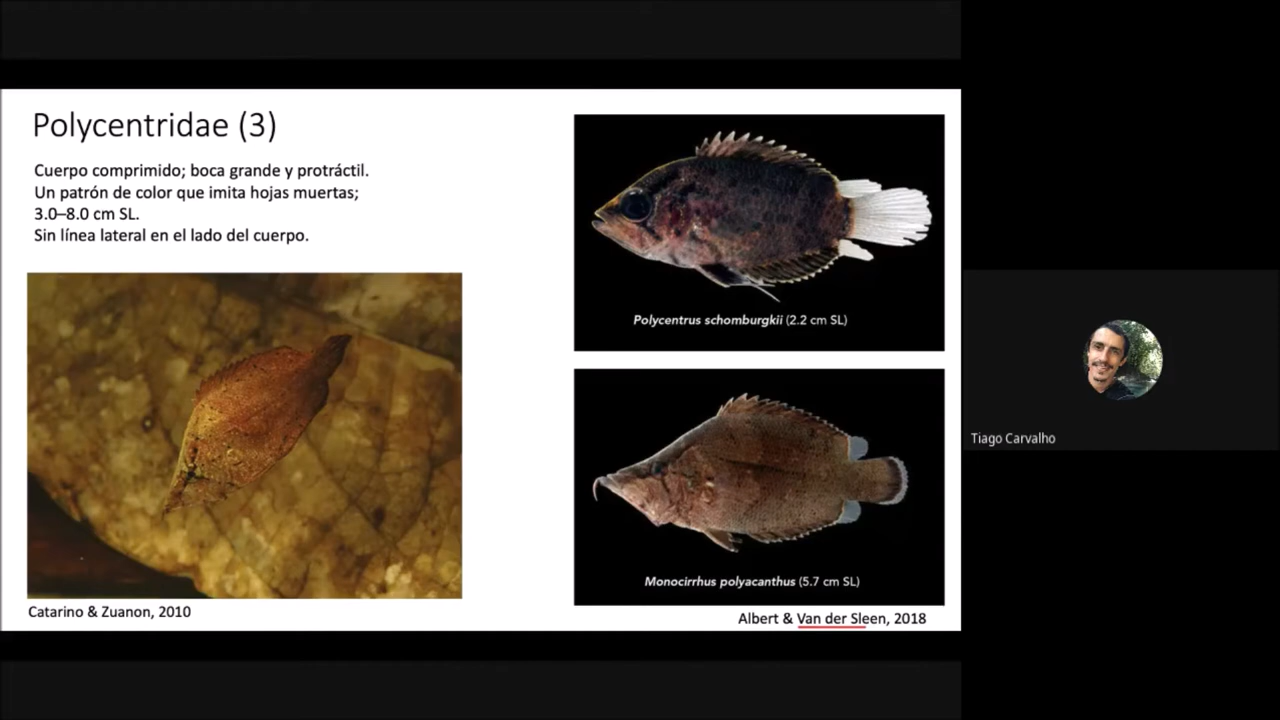 Polycentridae (3)
Cuerpo comprimido; boca grande y protráctil.
Un patrón de color que imita hojas muertas;
3.0–8.0 cm SL.
Sin línea lateral en el lado del cuerpo.
Catarino & Zuanon, 2010
Polycentrus schomburgkii (2.2 cm SL)
Monocirrhus polyacanthus (5.7 cm SL)
Albert & Van der Sleen, 2018
Tiago Carvalho